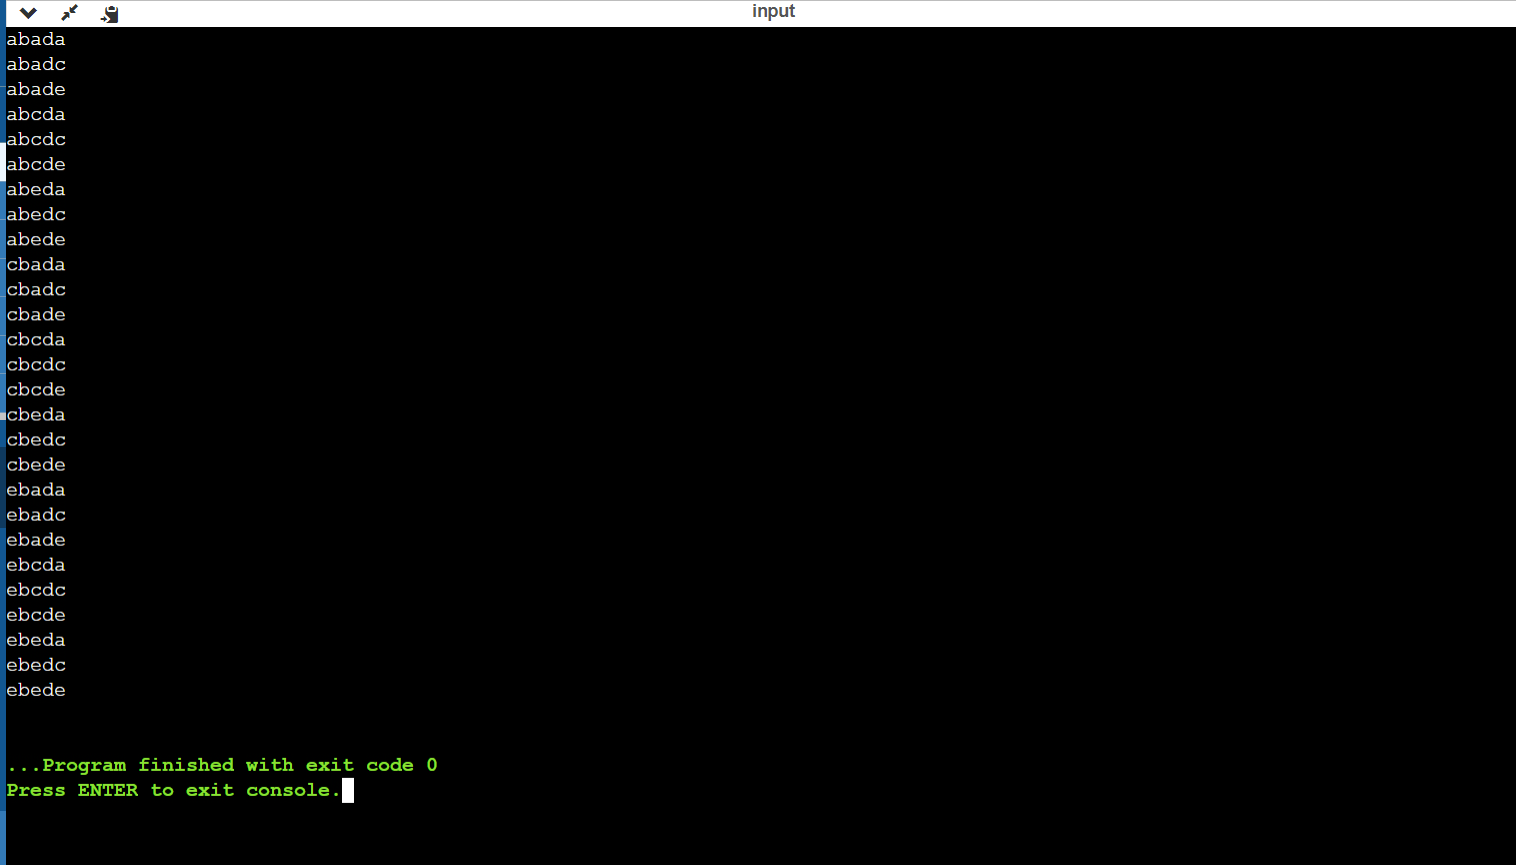 input
abada
abadc
abade
abcda
abcdc
abcde
abeda
abedc
abede
cbada
cbadc
cbade
cbcda
cbcdc
cbcde
cbeda
cbedc
cbede
ebada
ebadc
ebade
ebcda
ebcdc
ebcde
ebeda
ebedc
ebede
...Program finished with exit code 0
Press ENTER to exit console.